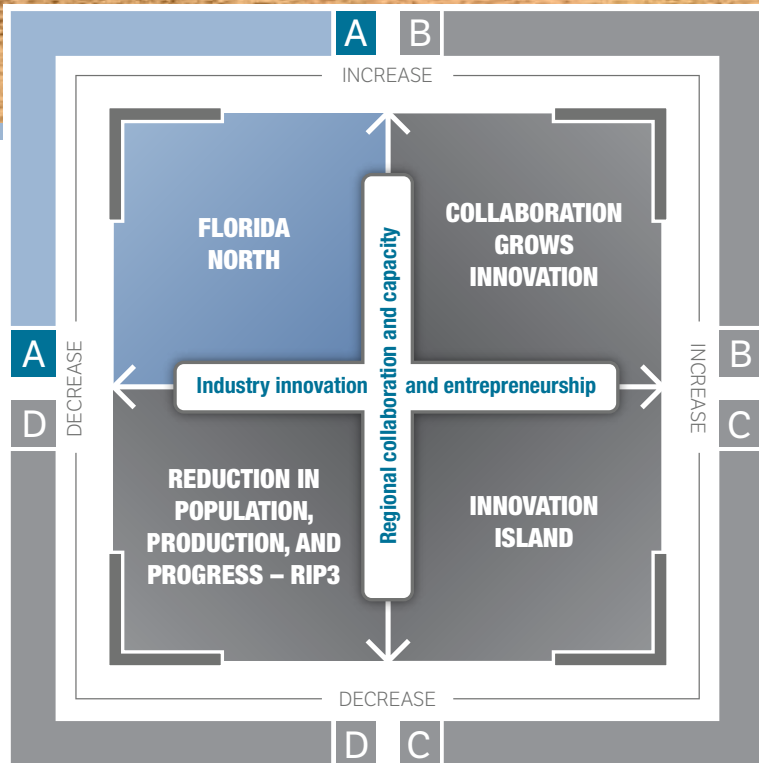 A B
INCREASE
FLORIDA
NORTH
COLLABORATION
GROWS
INNOVATION
A
B
DECREASE
INCREASE
Industry innovation and entrepreneurship
Regional collaboration and capacity
D
C
REDUCTION IN
POPULATION,
PRODUCTION, AND
PROGRESS – RIP3
INNOVATION
ISLAND
DECREASE
D C